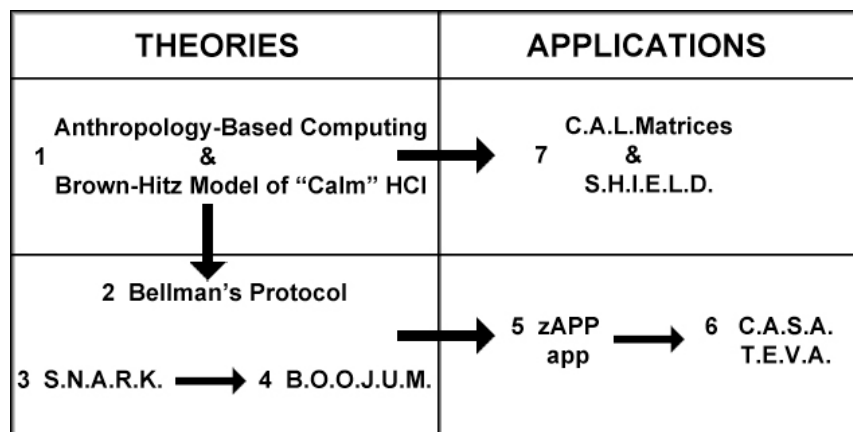 THEORIES
APPLICATIONS
Anthropology-Based Computing
1 &
Brown-Hitz Model of “Calm” HCI
C.A.L.Matrices
7 &
S.H.I.E.L.D.
2 Bellman's Protocol
3 S.N.A.R.K.
4 B.O.O.J.U.M.
5 zAPP
app
6 C.A.S.A.
T.E.V.A.